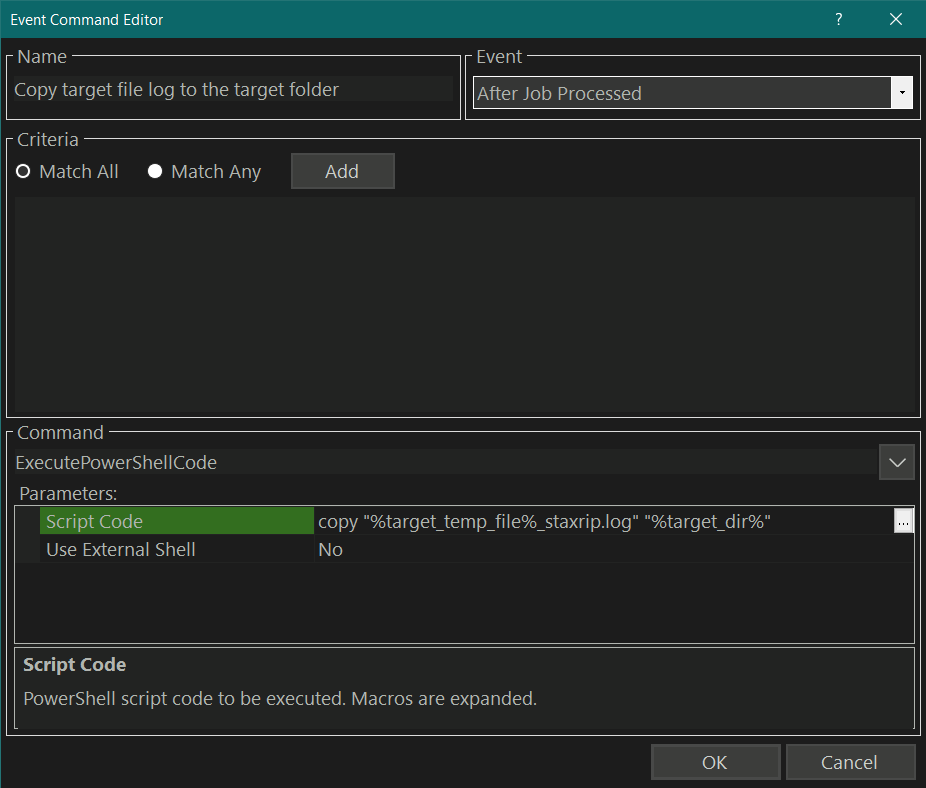 Event Command Editor ?
Name
Copy target file log to the target folder
Event
After Job Processed
Criteria
Match All Match Any Add
Command
ExecutePowerShellCode
Parameters:
Script Code copy "%target_temp_file%_staxrip.log" "%target_dir%" ...
Use External Shell No
Script Code
PowerShell script code to be executed. Macros are expanded.
OK Cancel